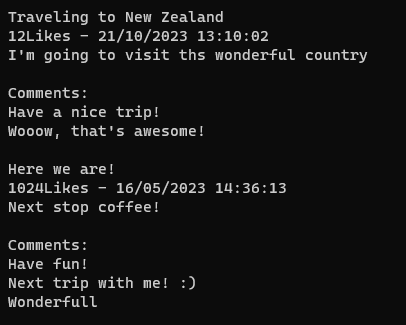 Traveling to New Zealand
12Likes - 21/10/2023 13:10:02
I'm going to visit ths wonderful country
Comments:
Have a nice trip!
Wooow, that's awesome!
Here we are!
1024Likes - 16/05/2023 14:36:13
Next stop coffee!
Comments:
Have fun!
Next trip with me! :)
Wonderfull